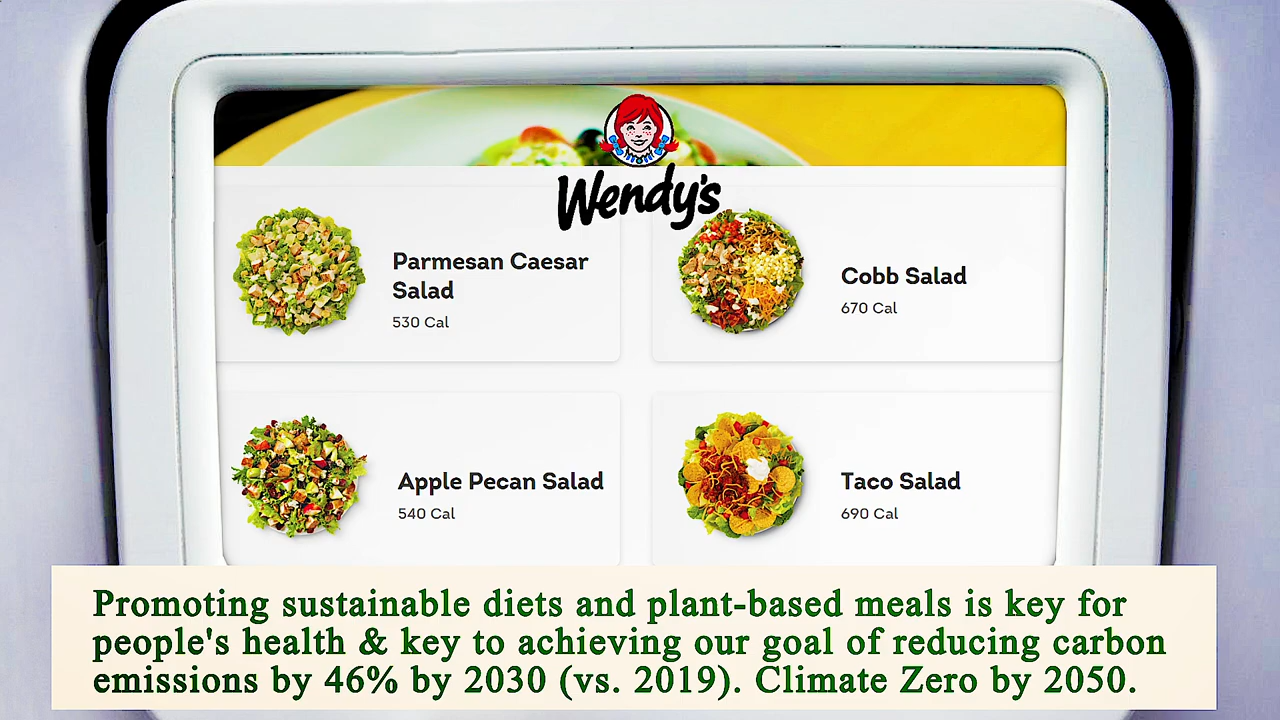 Wendy's
Parmesan Caesar
Salad
530 Cal
Cobb Salad
670 Cal
Apple Pecan Salad
540 Cal
Taco Salad
690 Cal
Promoting sustainable diets and plant-based meals is key for
people's health & key to achieving our goal of reducing carbon
emissions by 46% by 2030 (vs. 2019). Climate Zero by 2050.